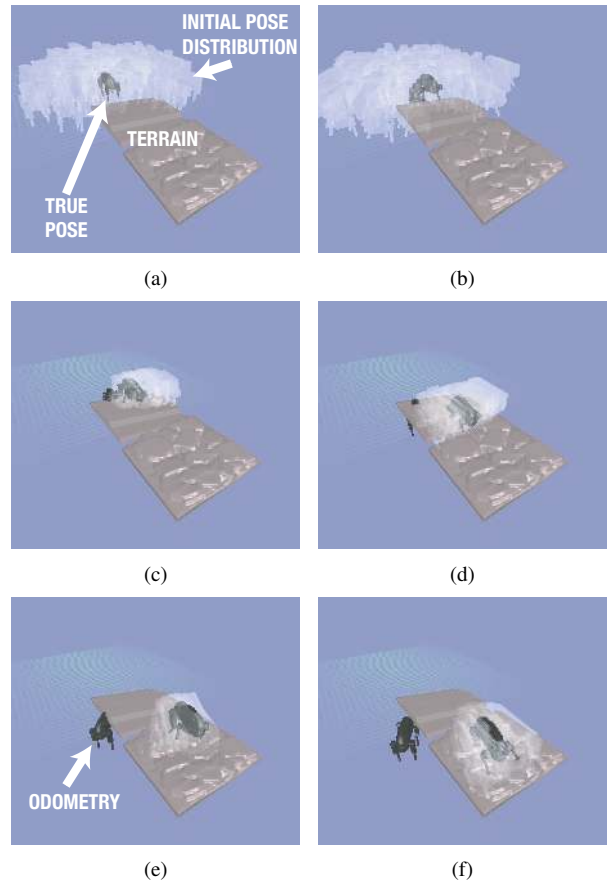 INITIAL POSE
DISTRIBUTION
TERRAIN
TRUE
POSE
(a)
(b)
(c)
(d)
ODOMETRY
(e)
(f)